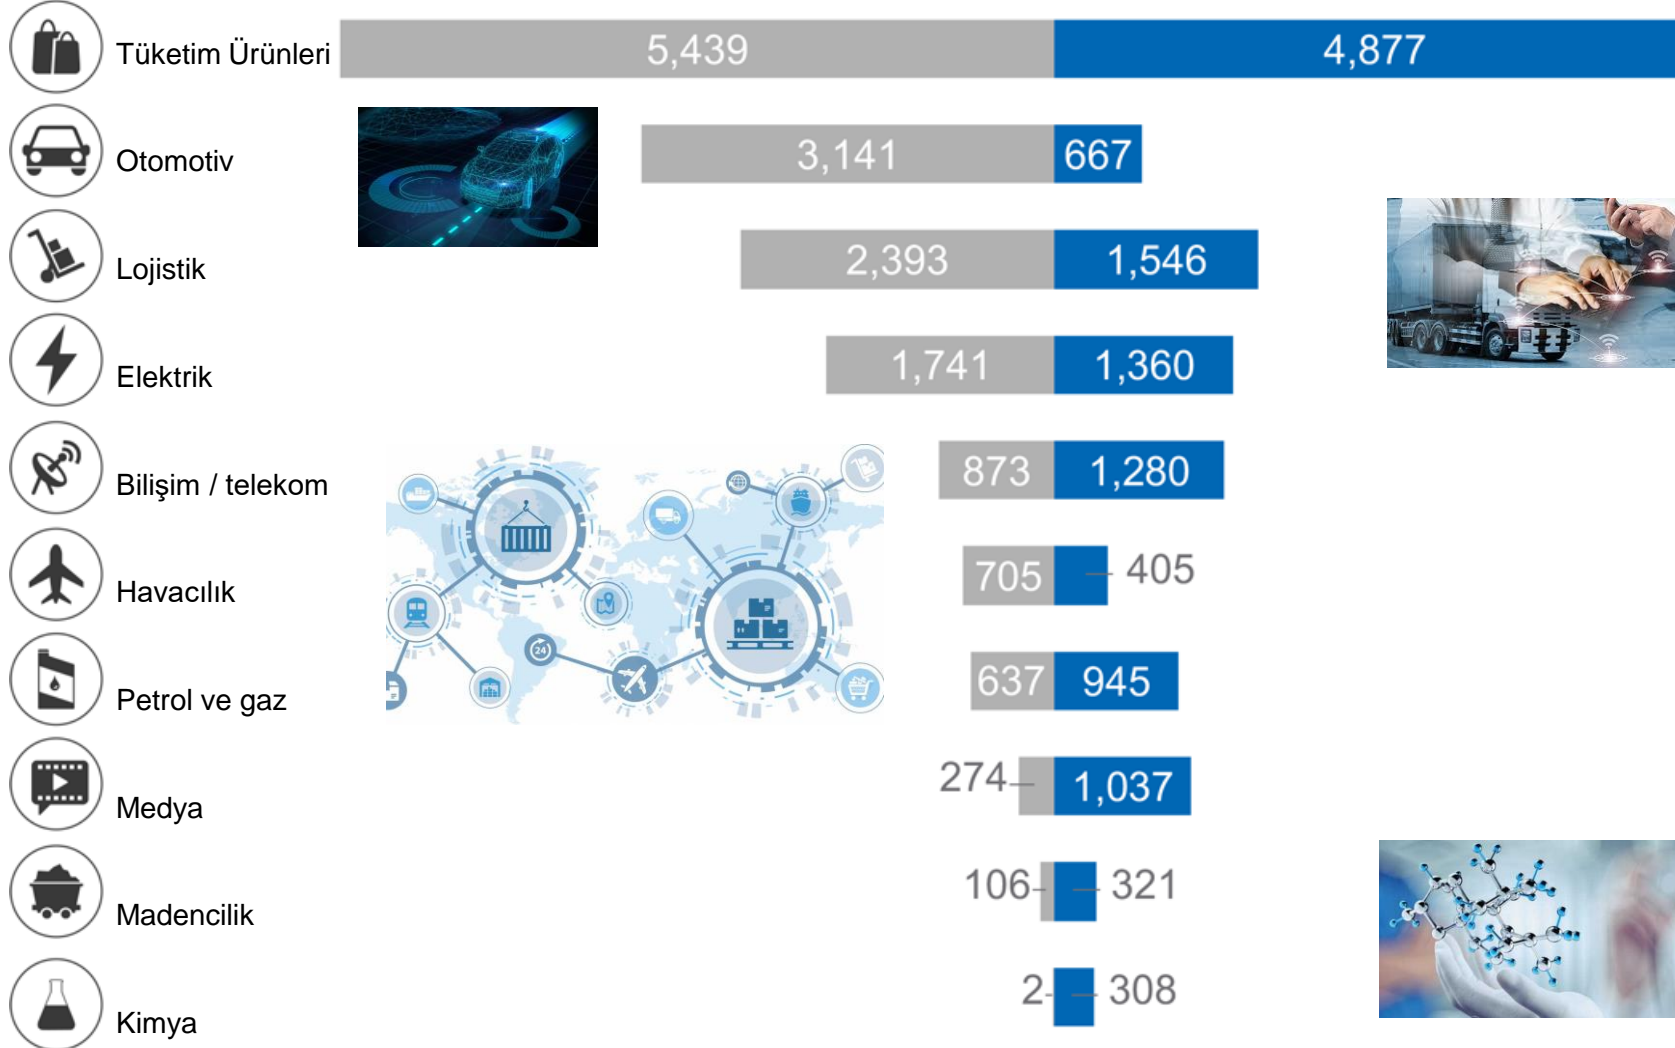 Tüketim Ürünleri 5,439 4,877
Otomotiv 3,141 667
Lojistik 2,393 1,546
Elektrik 1,741 1,360
Bilişim / telekom 873 1,280
Havacılık 705 405
Petrol ve gaz 637 945
Medya 274 1,037
Madencilik 106 321
Kimya 2 308
24